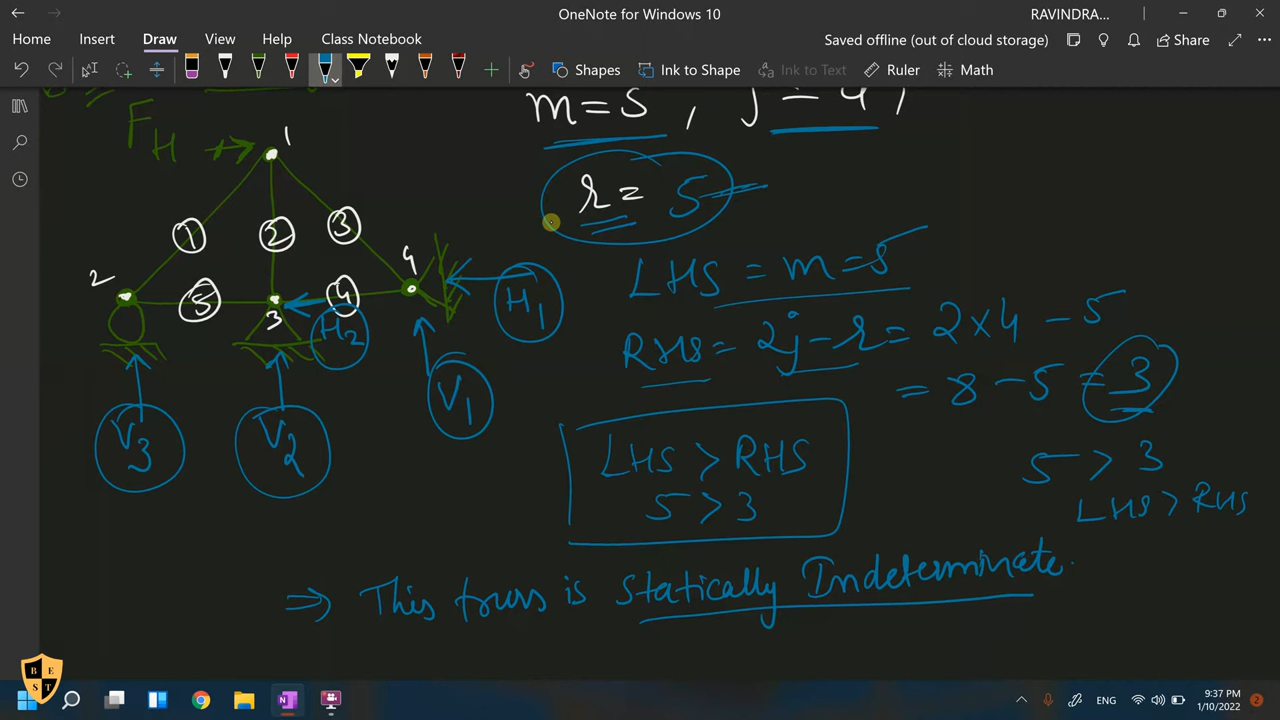 OneNote for Windows 10
RAVINDRA...
Home Insert Draw View Help Class Notebook
Saved offline (out of cloud storage)
Share
Shapes
Ink to Shape
Ink to Text
Ruler
Math
m=5 , j=4,
r = 5
LHS = m=5
RHS = 2j-r = 2×4 -5
= 8 -5 = 3
LHS > RHS
5 > 3
5 > 3
LHS > RHS
⇒ This truss is Statically Indeterminate.
FH
1
1
2
3
2
5
3
4
4
H2
H1
V3
V2
V1
BEST
ENG
9:37 PM
1/10/2022
2